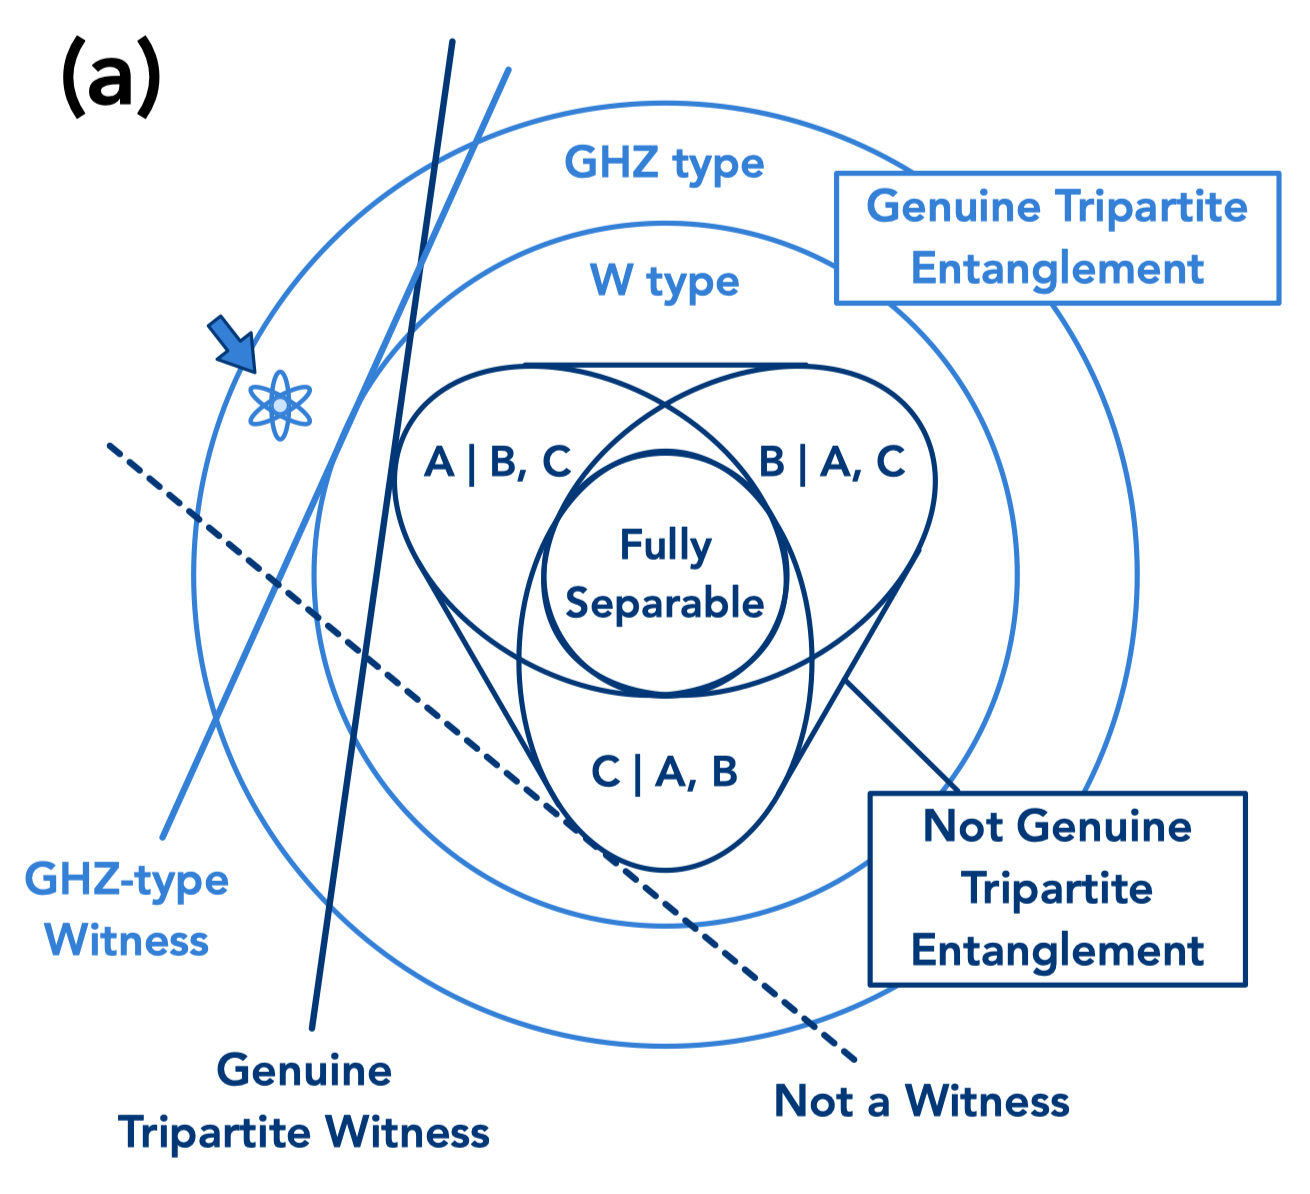 (a)
GHZ type
Genuine Tripartite
Entanglement
W type
A | B, C
B | A, C
Fully
Separable
C | A, B
Not Genuine
Tripartite
Entanglement
GHZ-type
Witness
Genuine
Tripartite Witness
Not a Witness